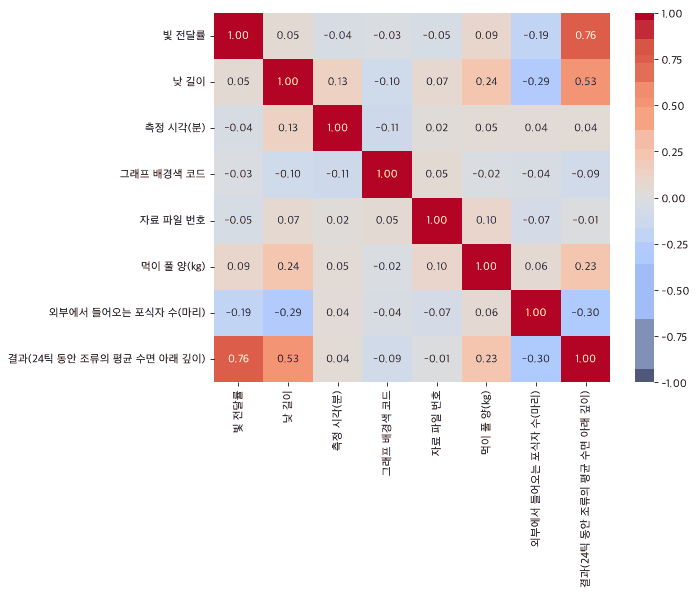 빛 전달률 1.00 0.05 -0.04 -0.03 -0.05 0.09 -0.19 0.76
낮 길이 0.05 1.00 0.13 -0.10 0.07 0.24 -0.29 0.53
측정 시각(분) -0.04 0.13 1.00 -0.11 0.02 0.05 0.04 0.04
그래프 배경색 코드 -0.03 -0.10 -0.11 1.00 0.05 -0.02 -0.04 -0.09
자료 파일 번호 -0.05 0.07 0.02 0.05 1.00 0.10 -0.07 -0.01
먹이 풀 양(kg) 0.09 0.24 0.05 -0.02 0.10 1.00 0.06 0.23
외부에서 들어오는 포식자 수(마리) -0.19 -0.29 0.04 -0.04 -0.07 0.06 1.00 -0.30
결과(24틱 동안 조류의 평균 수면 아래 깊이) 0.76 0.53 0.04 -0.09 -0.01 0.23 -0.30 1.00
빛 전달률
낮 길이
측정 시각(분)
그래프 배경색 코드
자료 파일 번호
먹이 풀 양(kg)
외부에서 들어오는 포식자 수(마리)
결과(24틱 동안 조류의 평균 수면 아래 깊이)
1.00
0.75
0.50
0.25
0.00
-0.25
-0.50
-0.75
-1.00